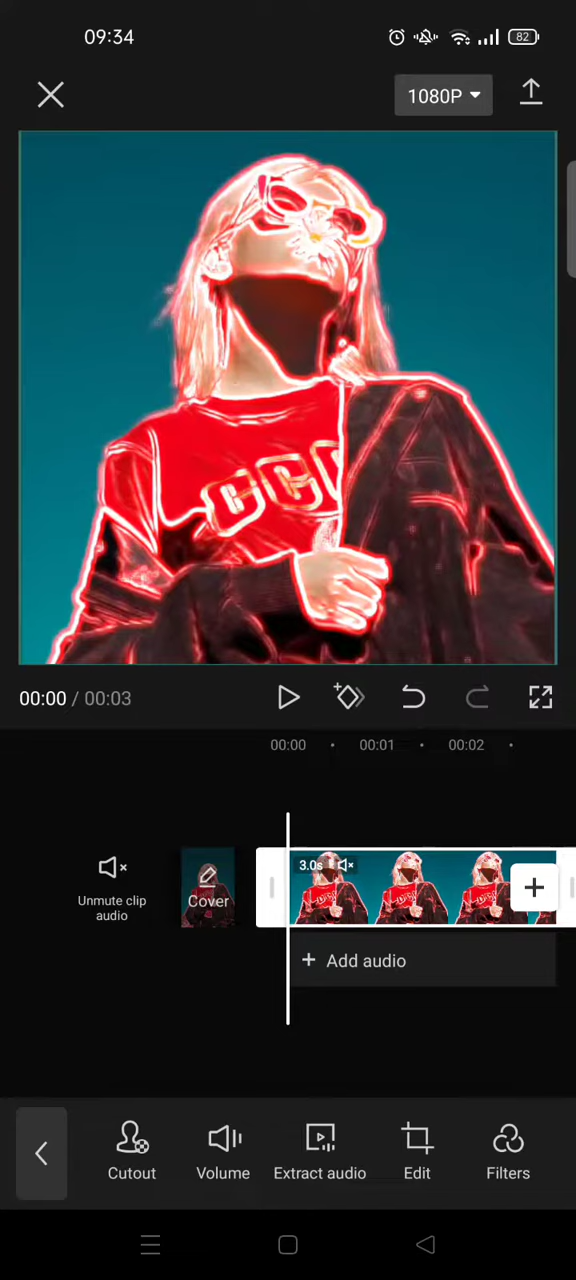 09:34
82
1080P
CCC
00:00 / 00:03
00:00
00:01
00:02
3.0s
Unmute clip
audio
Cover
+ Add audio
Cutout
Volume
Extract audio
Edit
Filters